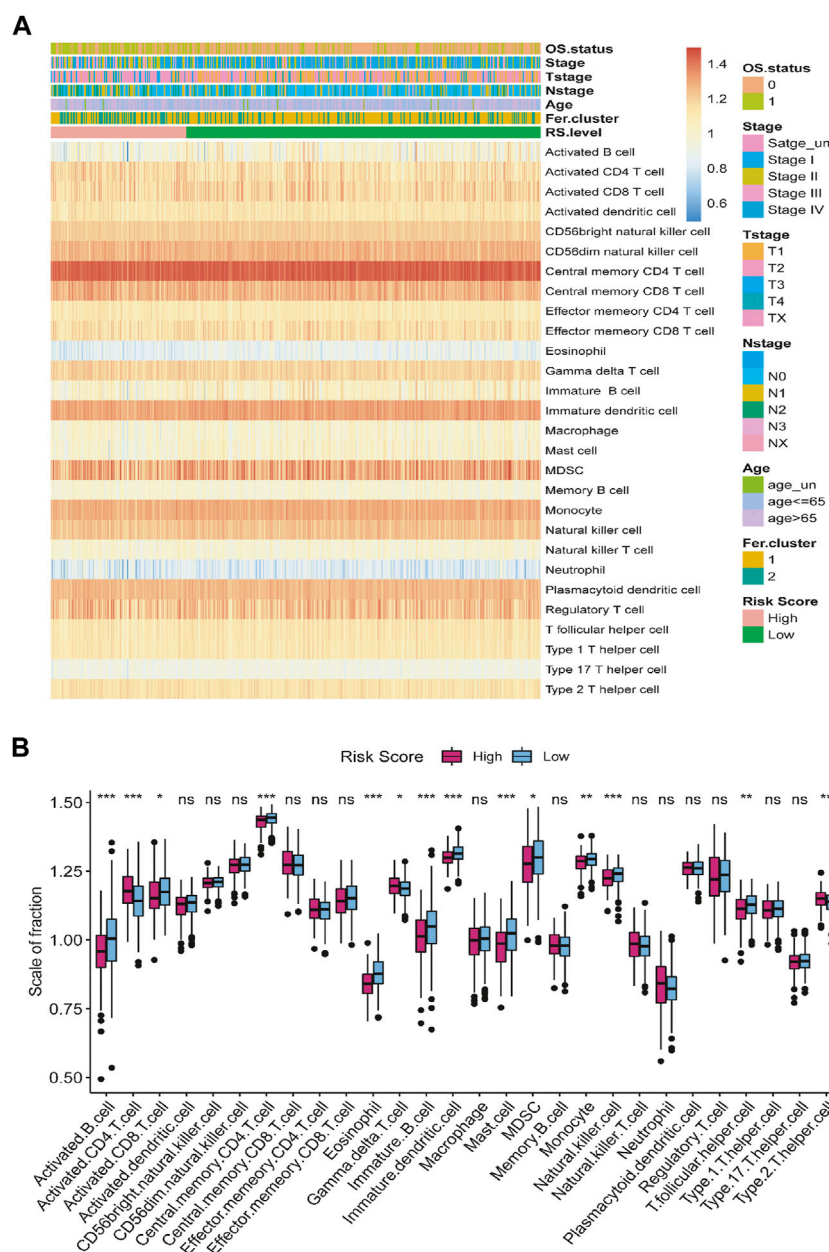 A
OS.status
Stage
Tstage
Nstage
Age
Fer.cluster
RS.level
Activated B cell
Activated CD4 T cell
Activated CD8 T cell
Activated dendritic cell
CD56bright natural killer cell
CD56dim natural killer cell
Central memory CD4 T cell
Central memory CD8 T cell
Effector memeory CD4 T cell
Effector memeory CD8 T cell
Eosinophil
Gamma delta T cell
Immature B cell
Immature dendritic cell
Macrophage
Mast cell
MDSC
Memory B cell
Monocyte
Natural killer cell
Natural killer T cell
Neutrophil
Plasmacytoid dendritic cell
Regulatory T cell
T follicular helper cell
Type 1 T helper cell
Type 17 T helper cell
Type 2 T helper cell
1.4
1.2
1
0.8
0.6
OS.status
0
1
Stage
Satge_un
Stage I
Stage II
Stage III
Stage IV
Tstage
T1
T2
T3
T4
TX
Nstage
N0
N1
N2
N3
NX
Age
age_un
age<=65
age>65
Fer.cluster
1
2
Risk Score
High
Low
B
Risk Score High Low
*** *** * ns ns ns *** ns ns ns *** * *** *** ns *** * ns ** *** ns ns ns ns ** ns ns **
Scale of fraction
1.50
1.25
1.00
0.75
0.50
Activated.B.cell
Activated.CD4.T.cell
Activated.CD8.T.cell
Activated.dendritic.cell
CD56bright.natural.killer.cell
CD56dim.natural.killer.cell
Central.memory.CD4.T.cell
Central.memory.CD8.T.cell
Effector.memeory.CD4.T.cell
Effector.memeory.CD8.T.cell
Eosinophil
Gamma.delta.T.cell
Immature..B.cell
Immature.dendritic.cell
Macrophage
Mast.cell
MDSC
Memory.B.cell
Monocyte
Natural.killer.cell
Natural.killer.T.cell
Neutrophil
Plasmacytoid.dendritic.cell
Regulatory.T.cell
T.follicular.helper.cell
Type.1.T.helper.cell
Type.17.T.helper.cell
Type.2.T.helper.cell